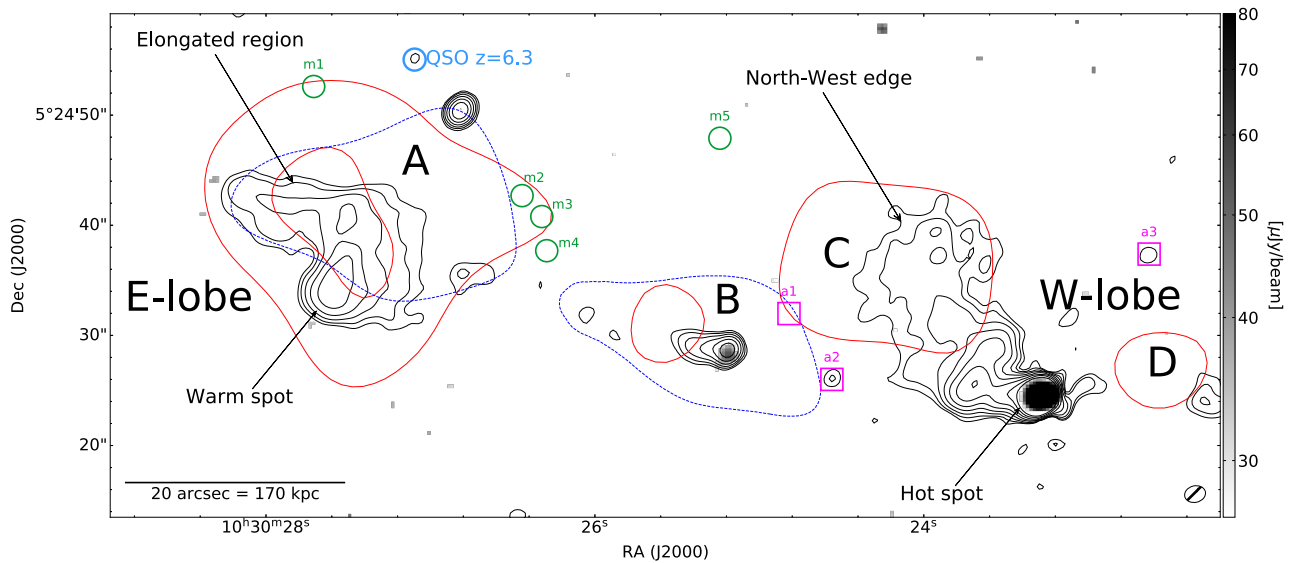 Elongated region
QSO z=6.3
m1
North-West edge
5°24'50"
m5
A
m2
m3
40"
m4
C
a3
E-lobe
W-lobe
B
a1
30"
D
a2
Warm spot
20"
20 arcsec = 170 kpc
Hot spot
10h30m28s
26s
24s
RA (J2000)
Dec (J2000)
80
70
60
50
40
30
[μJy/beam]